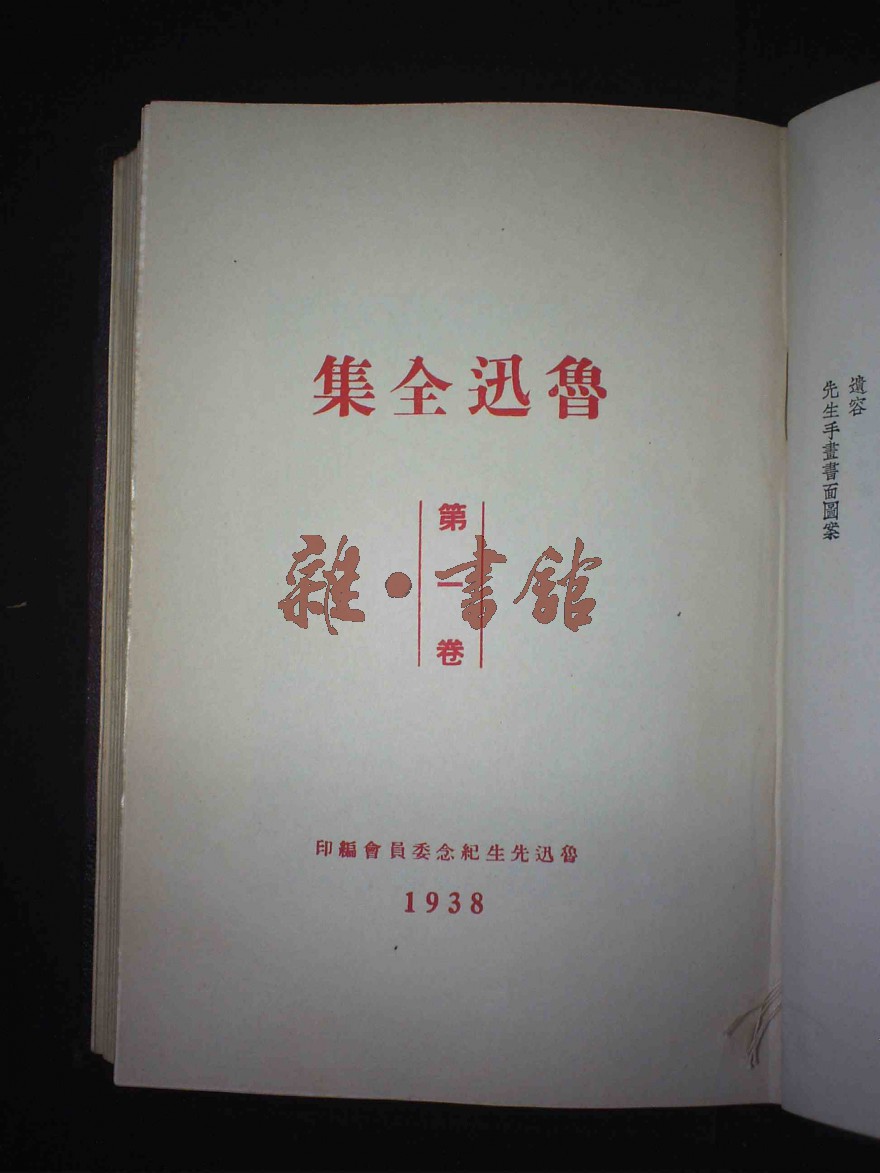 魯迅全集
第一卷
雜·書館
魯迅先生紀念委員會編印
1938
遺容
先生手畫書面圖案